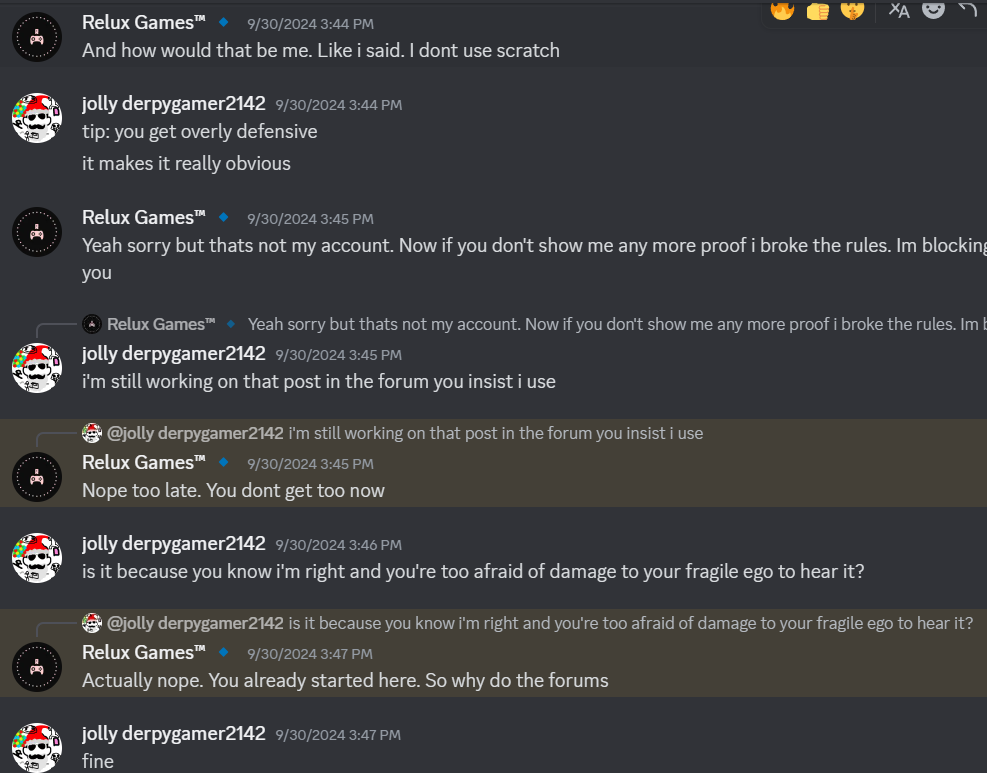 Relux Games™ 9/30/2024 3:44 PM
And how would that be me. Like i said. I dont use scratch
jolly derpygamer2142 9/30/2024 3:44 PM
tip: you get overly defensive
it makes it really obvious
Relux Games™ 9/30/2024 3:45 PM
Yeah sorry but thats not my account. Now if you don't show me any more proof i broke the rules. Im blocking
you
Relux Games™ Yeah sorry but thats not my account. Now if you don't show me any more proof i broke the rules. Im
jolly derpygamer2142 9/30/2024 3:45 PM
i'm still working on that post in the forum you insist i use
@jolly derpygamer2142 i'm still working on that post in the forum you insist i use
Relux Games™ 9/30/2024 3:45 PM
Nope too late. You dont get too now
jolly derpygamer2142 9/30/2024 3:46 PM
is it because you know i'm right and you're too afraid of damage to your fragile ego to hear it?
@jolly derpygamer2142 is it because you know i'm right and you're too afraid of damage to your fragile ego to hear it?
Relux Games™ 9/30/2024 3:47 PM
Actually nope. You already started here. So why do the forums
jolly derpygamer2142 9/30/2024 3:47 PM
fine